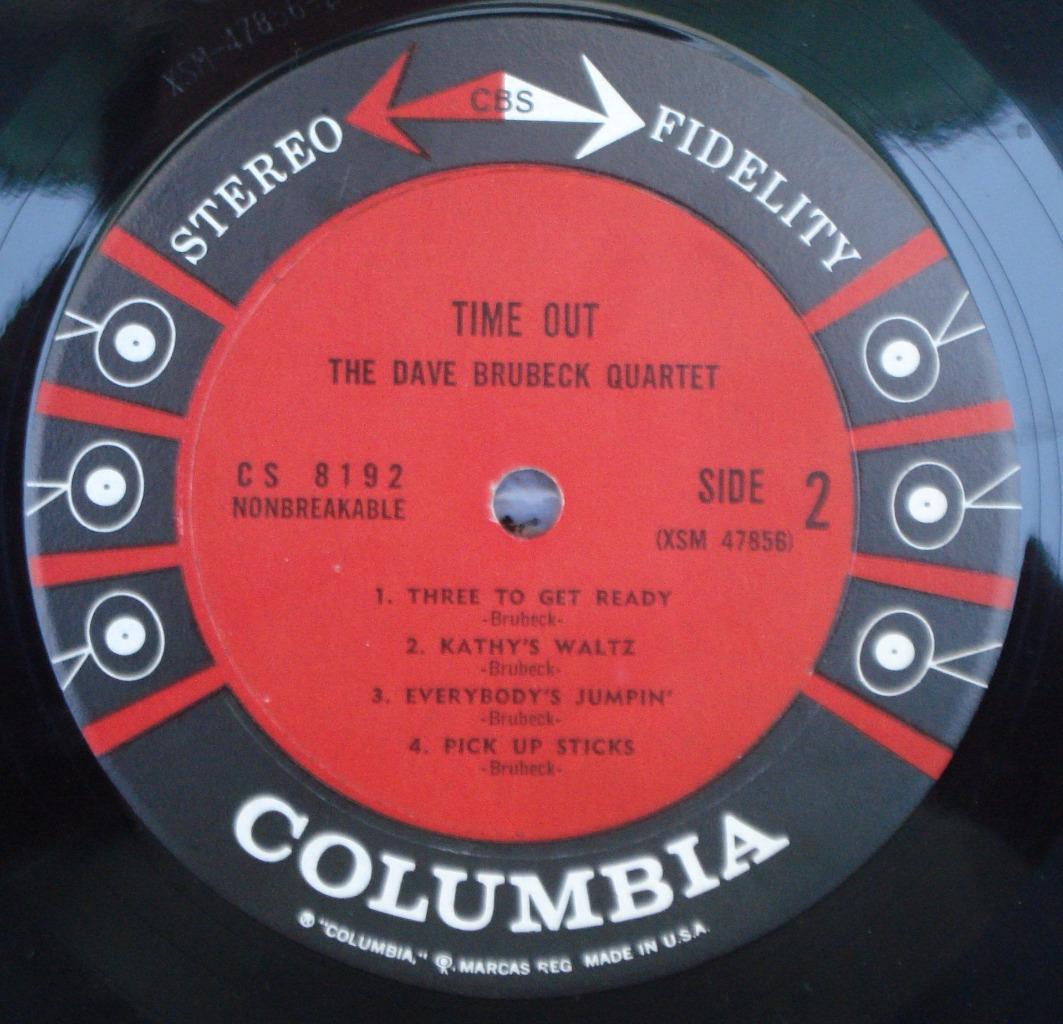 XSM-47856-
STEREO CBS FIDELITY
TIME OUT
THE DAVE BRUBECK QUARTET
CS 8192
NONBREAKABLE
SIDE 2
(XSM 47856)
1. THREE TO GET READY
-Brubeck-
2. KATHY'S WALTZ
-Brubeck-
3. EVERYBODY'S JUMPIN'
-Brubeck-
4. PICK UP STICKS
-Brubeck-
COLUMBIA
® "COLUMBIA," MARCAS REG MADE IN U.S.A.